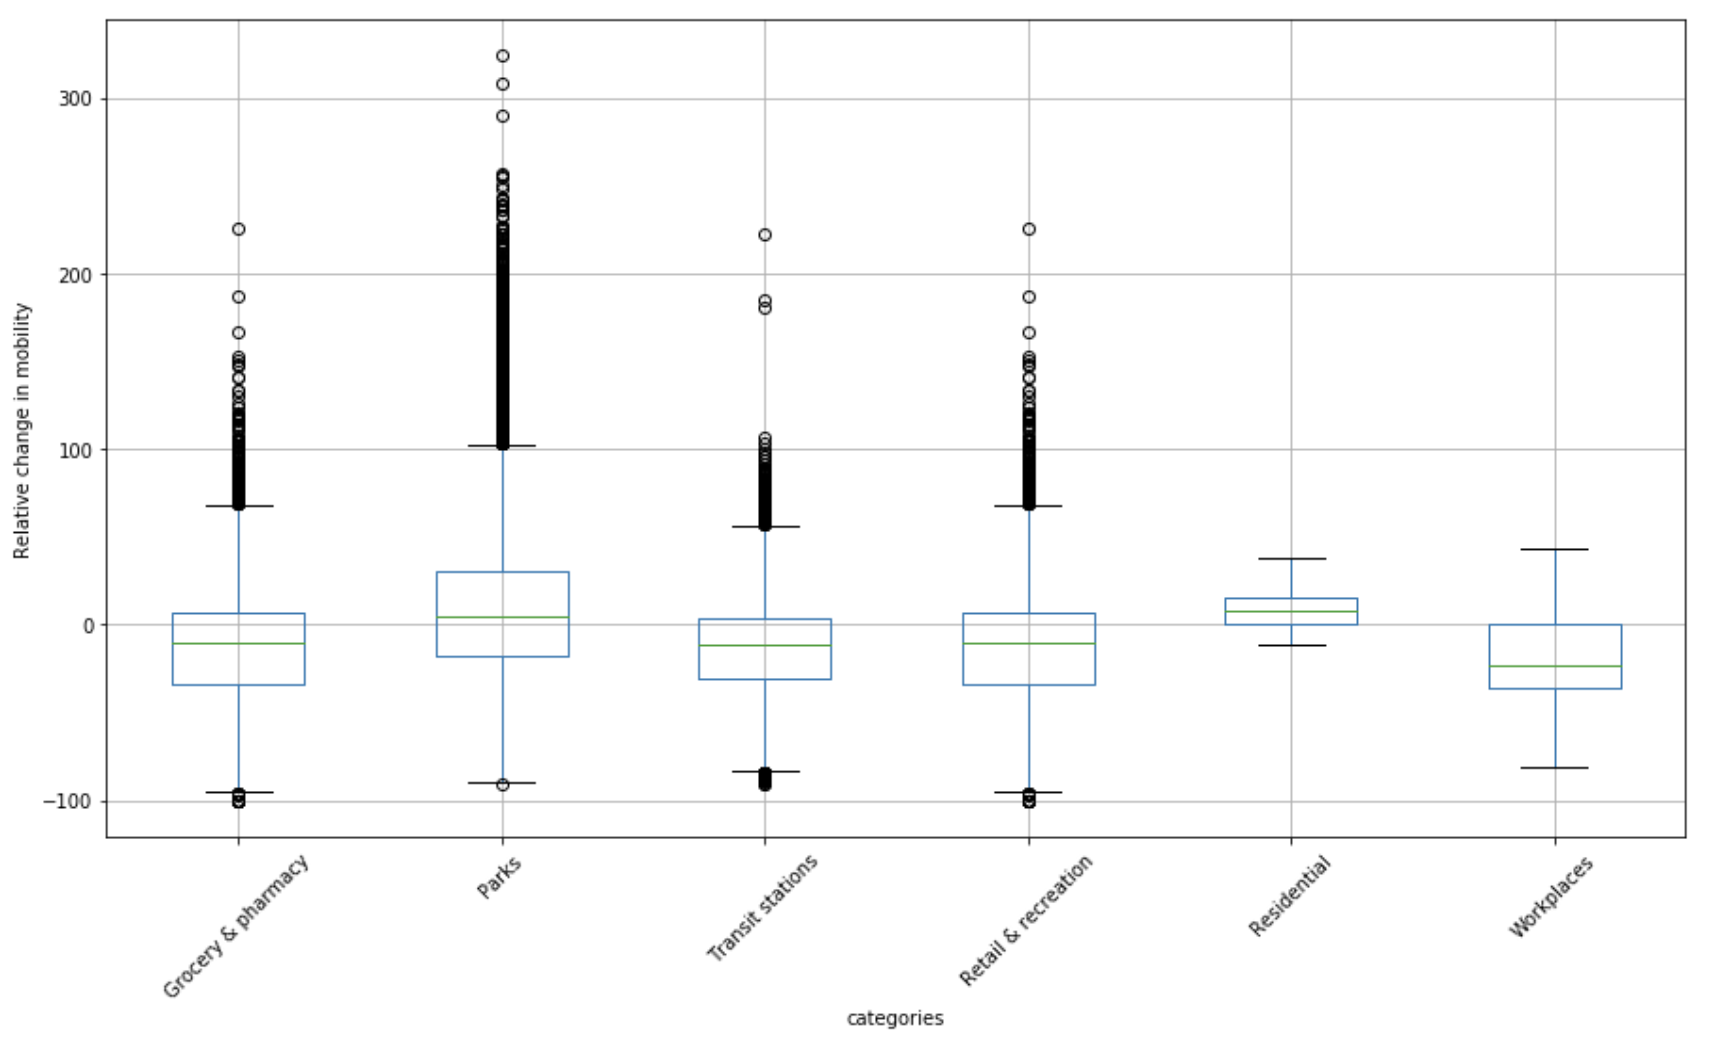 Relative change in mobility
300
200
100
0
−100
Grocery & pharmacy
Parks
Transit stations
Retail & recreation
Residential
Workplaces
categories